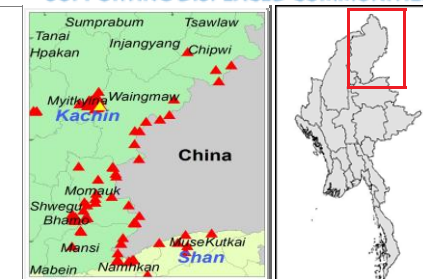 Sumprabum Tsawlaw
Tanai
Injangyang
Hpakan Chipwi
Myitkyina Waingmaw
Kachin
China
Momauk
Shwegu
Bhamo
Muse Kutkai
Mansi
Shan
Mabein Namhkan